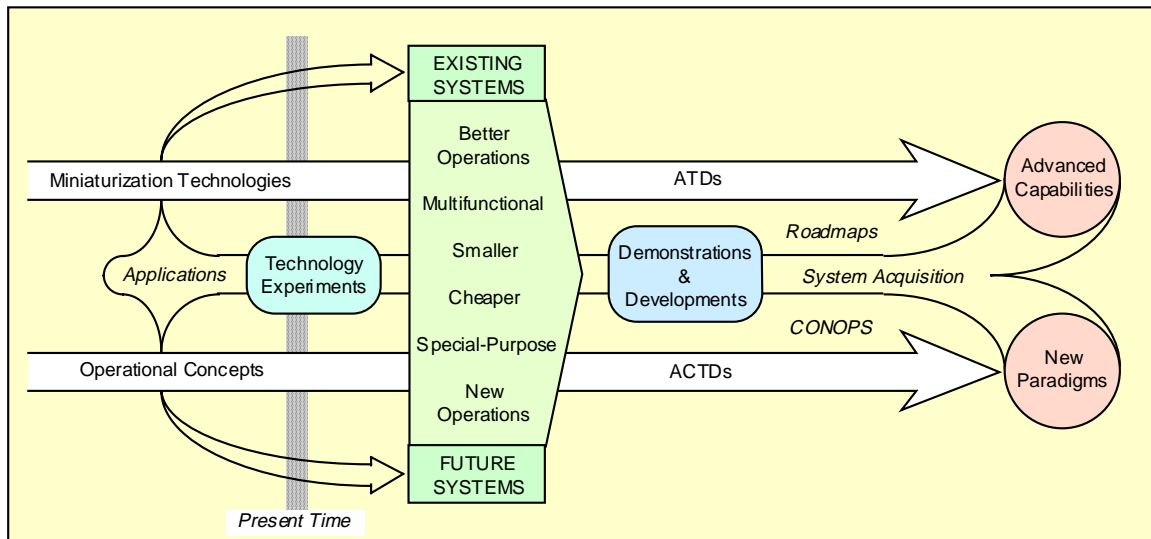 EXISTING
SYSTEMS
Better
Operations
Miniaturization Technologies
ATDs
Advanced
Capabilities
Multifunctional
Roadmaps
Smaller
Applications
Technology
Experiments
Demonstrations
&
Developments
System Acquisition
Cheaper
CONOPS
Special-Purpose
Operational Concepts
ACTDs
New
Paradigms
New
Operations
FUTURE
SYSTEMS
Present Time